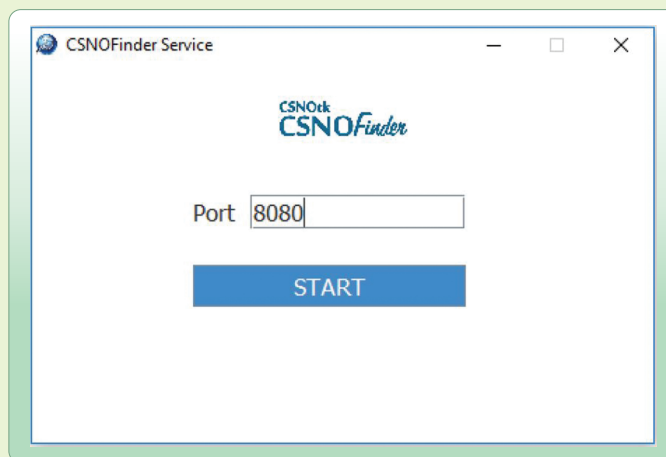 CSNOFinder Service
CSNOtk
CSNOFinder
Port 8080
START